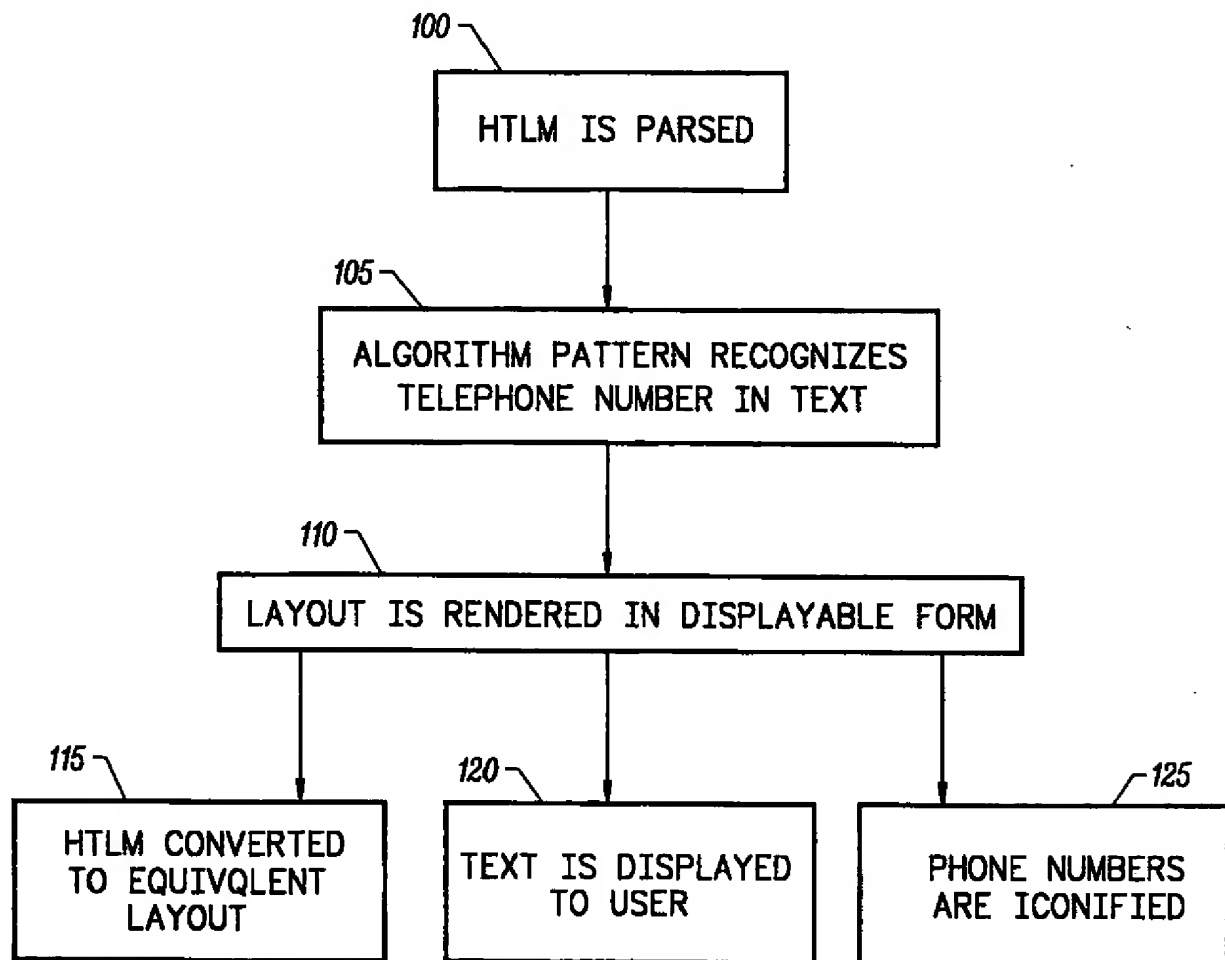 100
HTLM IS PARSED
105
ALGORITHM PATTERN RECOGNIZES
TELEPHONE NUMBER IN TEXT
110
LAYOUT IS RENDERED IN DISPLAYABLE FORM
115
HTLM CONVERTED
TO EQUIVQLENT
LAYOUT
120
TEXT IS DISPLAYED
TO USER
125
PHONE NUMBERS
ARE ICONIFIED